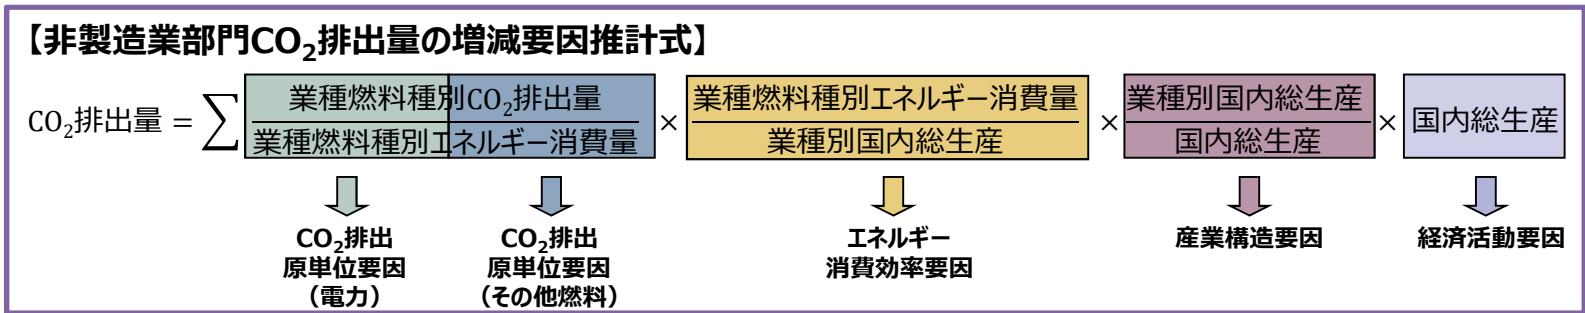 【非製造業部門CO₂排出量の増減要因推計式】
CO₂排出量 = ∑ 業種燃料種別CO₂排出量 / 業種燃料種別エネルギー消費量 × 業種燃料種別エネルギー消費量 / 業種別国内総生産 × 業種別国内総生産 / 国内総生産 × 国内総生産
CO₂排出
原単位要因
（電力）
CO₂排出
原単位要因
（その他燃料）
エネルギー
消費効率要因
産業構造要因
経済活動要因